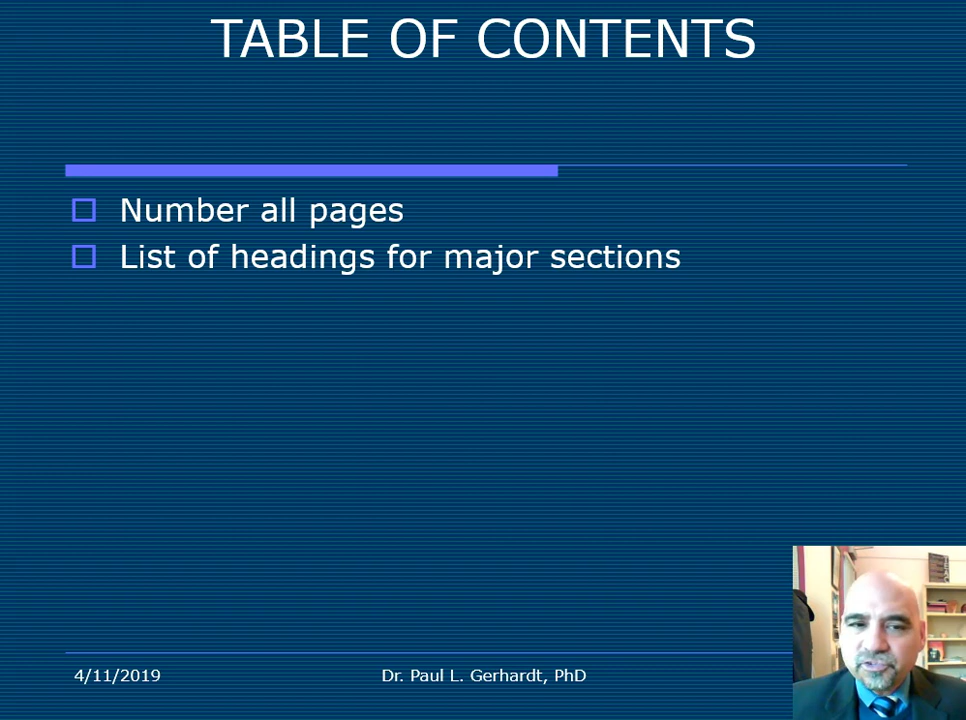 TABLE OF CONTENTS
Number all pages
List of headings for major sections
4/11/2019
Dr. Paul L. Gerhardt, PhD